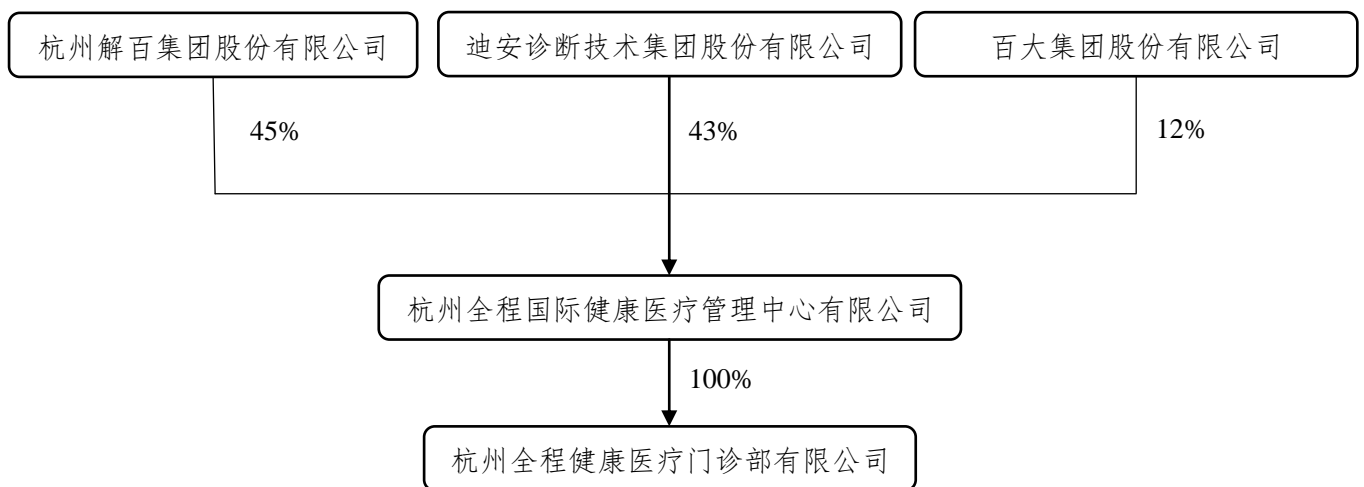 杭州解百集团股份有限公司
迪安诊断技术集团股份有限公司
百大集团股份有限公司
45%
43%
12%
杭州全程国际健康医疗管理中心有限公司
100%
杭州全程健康医疗门诊部有限公司